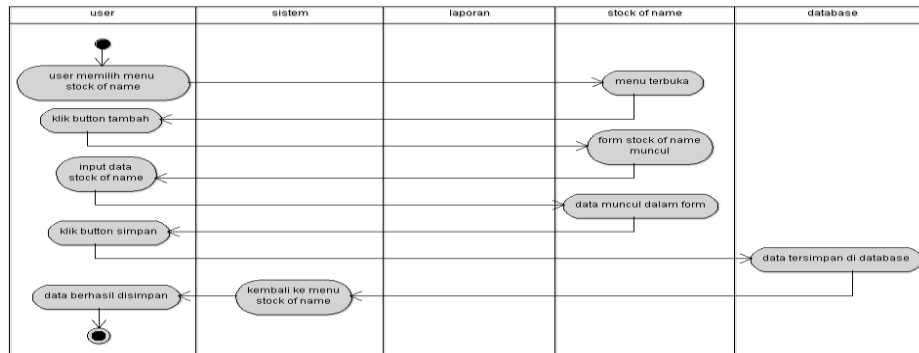 user
sistem
laporan
stock of name
database
user memilih menu
stock of name
menu terbuka
klik button tambah
form stock of name
muncul
input data
stock of name
data muncul dalam form
klik button simpan
data tersimpan di database
kembali ke menu
stock of name
data berhasil disimpan